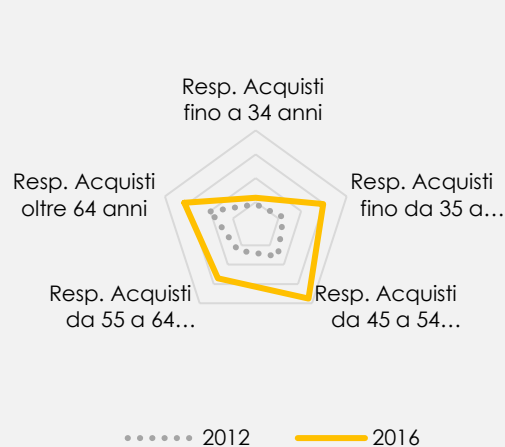 Resp. Acquisti
fino a 34 anni
Resp. Acquisti
oltre 64 anni
Resp. Acquisti
fino da 35 a…
Resp. Acquisti
da 55 a 64…
Resp. Acquisti
da 45 a 54…
2012
2016